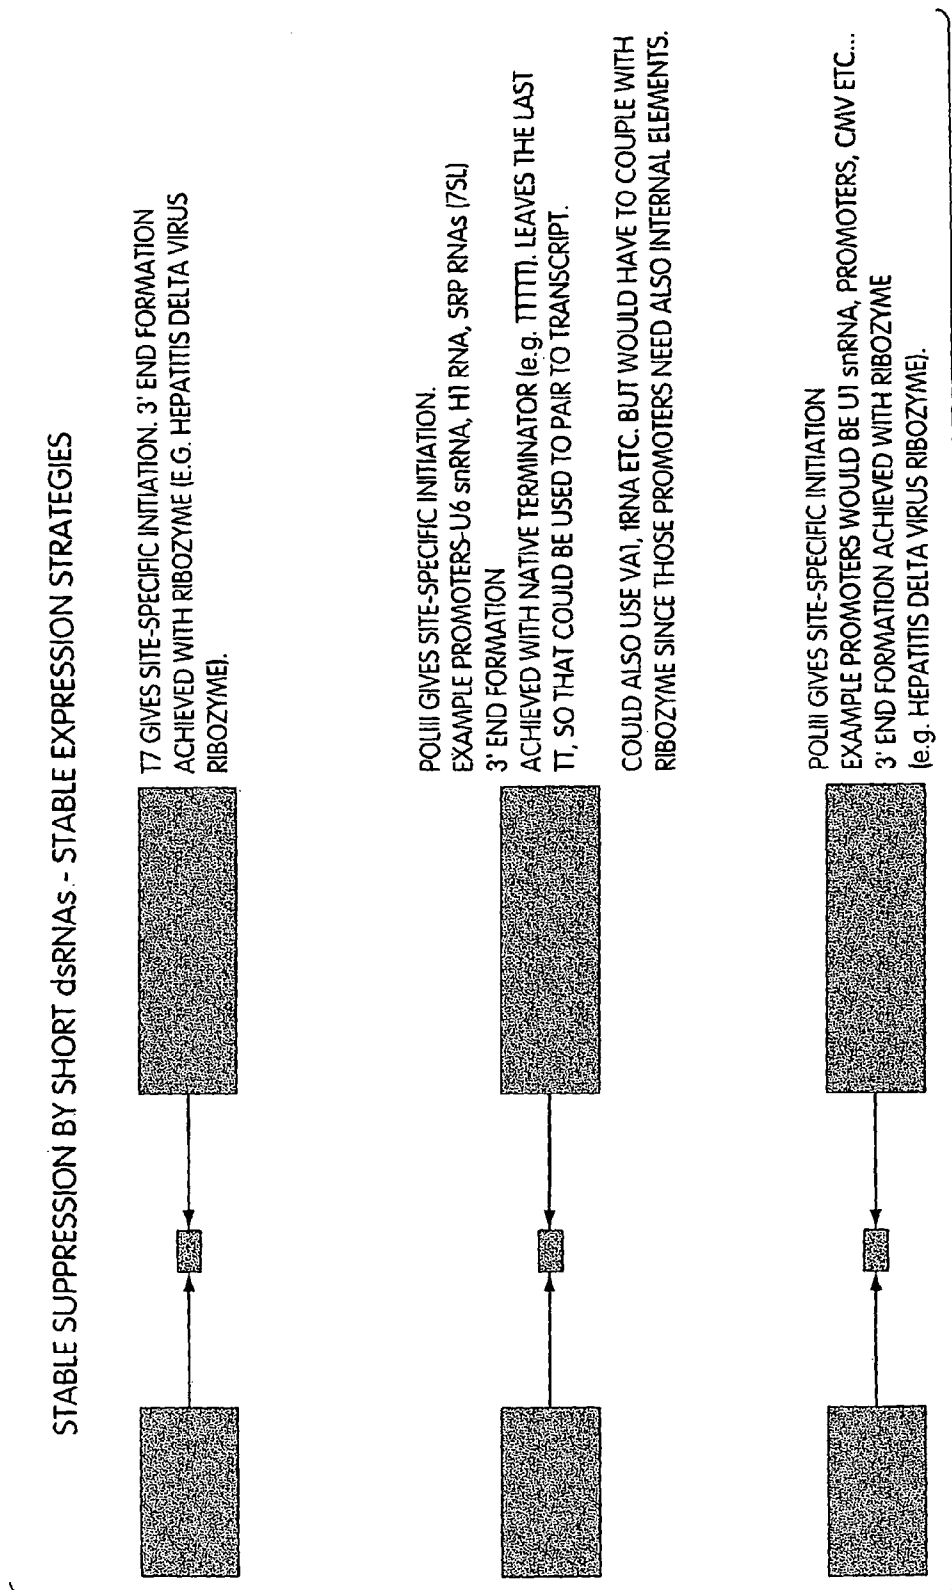 STABLE SUPPRESSION BY SHORT dsRNAs.- STABLE EXPRESSION STRATEGIES
T7 GIVES SITE-SPECIFIC INITIATION. 3' END FORMATION
ACHIEVED WITH RIBOZYME (E.G. HEPATITIS DELTA VIRUS
RIBOZYME).
POLIII GIVES SITE-SPECIFIC INITIATION.
EXAMPLE PROMOTERS-U6 snRNA, H1 RNA, SRP RNAs (7SL)
3' END FORMATION
ACHIEVED WITH NATIVE TERMINATOR (e.g. TTTTTT). LEAVES THE LAST
TT, SO THAT COULD BE USED TO PAIR TO TRANSCRIPT.
COULD ALSO USE VA1, tRNA ETC. BUT WOULD HAVE TO COUPLE WITH
RIBOZYME SINCE THOSE PROMOTERS NEED ALSO INTERNAL ELEMENTS.
POLIII GIVES SITE-SPECIFIC INITIATION
EXAMPLE PROMOTERS WOULD BE U1 snRNA, PROMOTERS, CMV ETC...
3' END FORMATION ACHIEVED WITH RIBOZYME
(e.g. HEPATITIS DELTA VIRUS RIBOZYME).